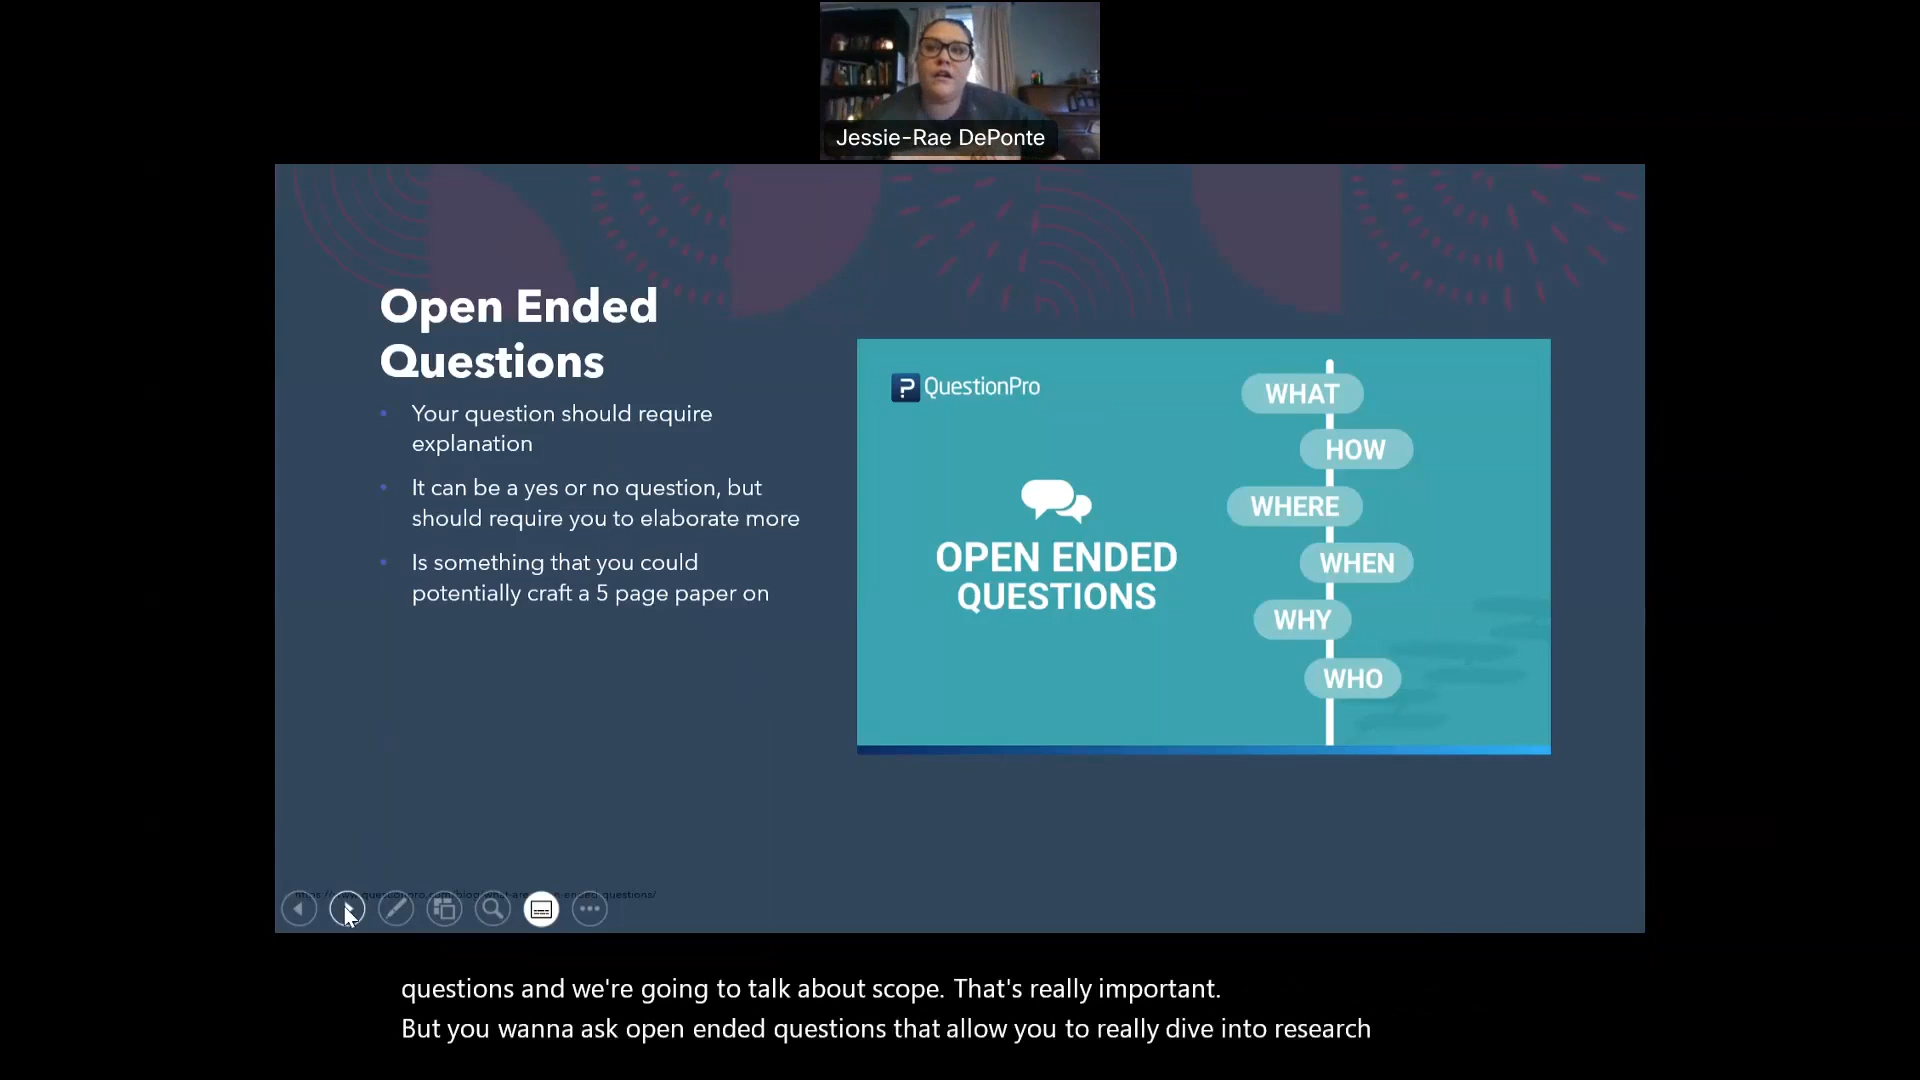 Jessie-Rae DePonte
Open Ended
Questions
• Your question should require
explanation
• It can be a yes or no question, but
should require you to elaborate more
• Is something that you could
potentially craft a 5 page paper on
QuestionPro
OPEN ENDED
QUESTIONS
WHAT
HOW
WHERE
WHEN
WHY
WHO
questions and we're going to talk about scope. That's really important.
But you wanna ask open ended questions that allow you to really dive into research